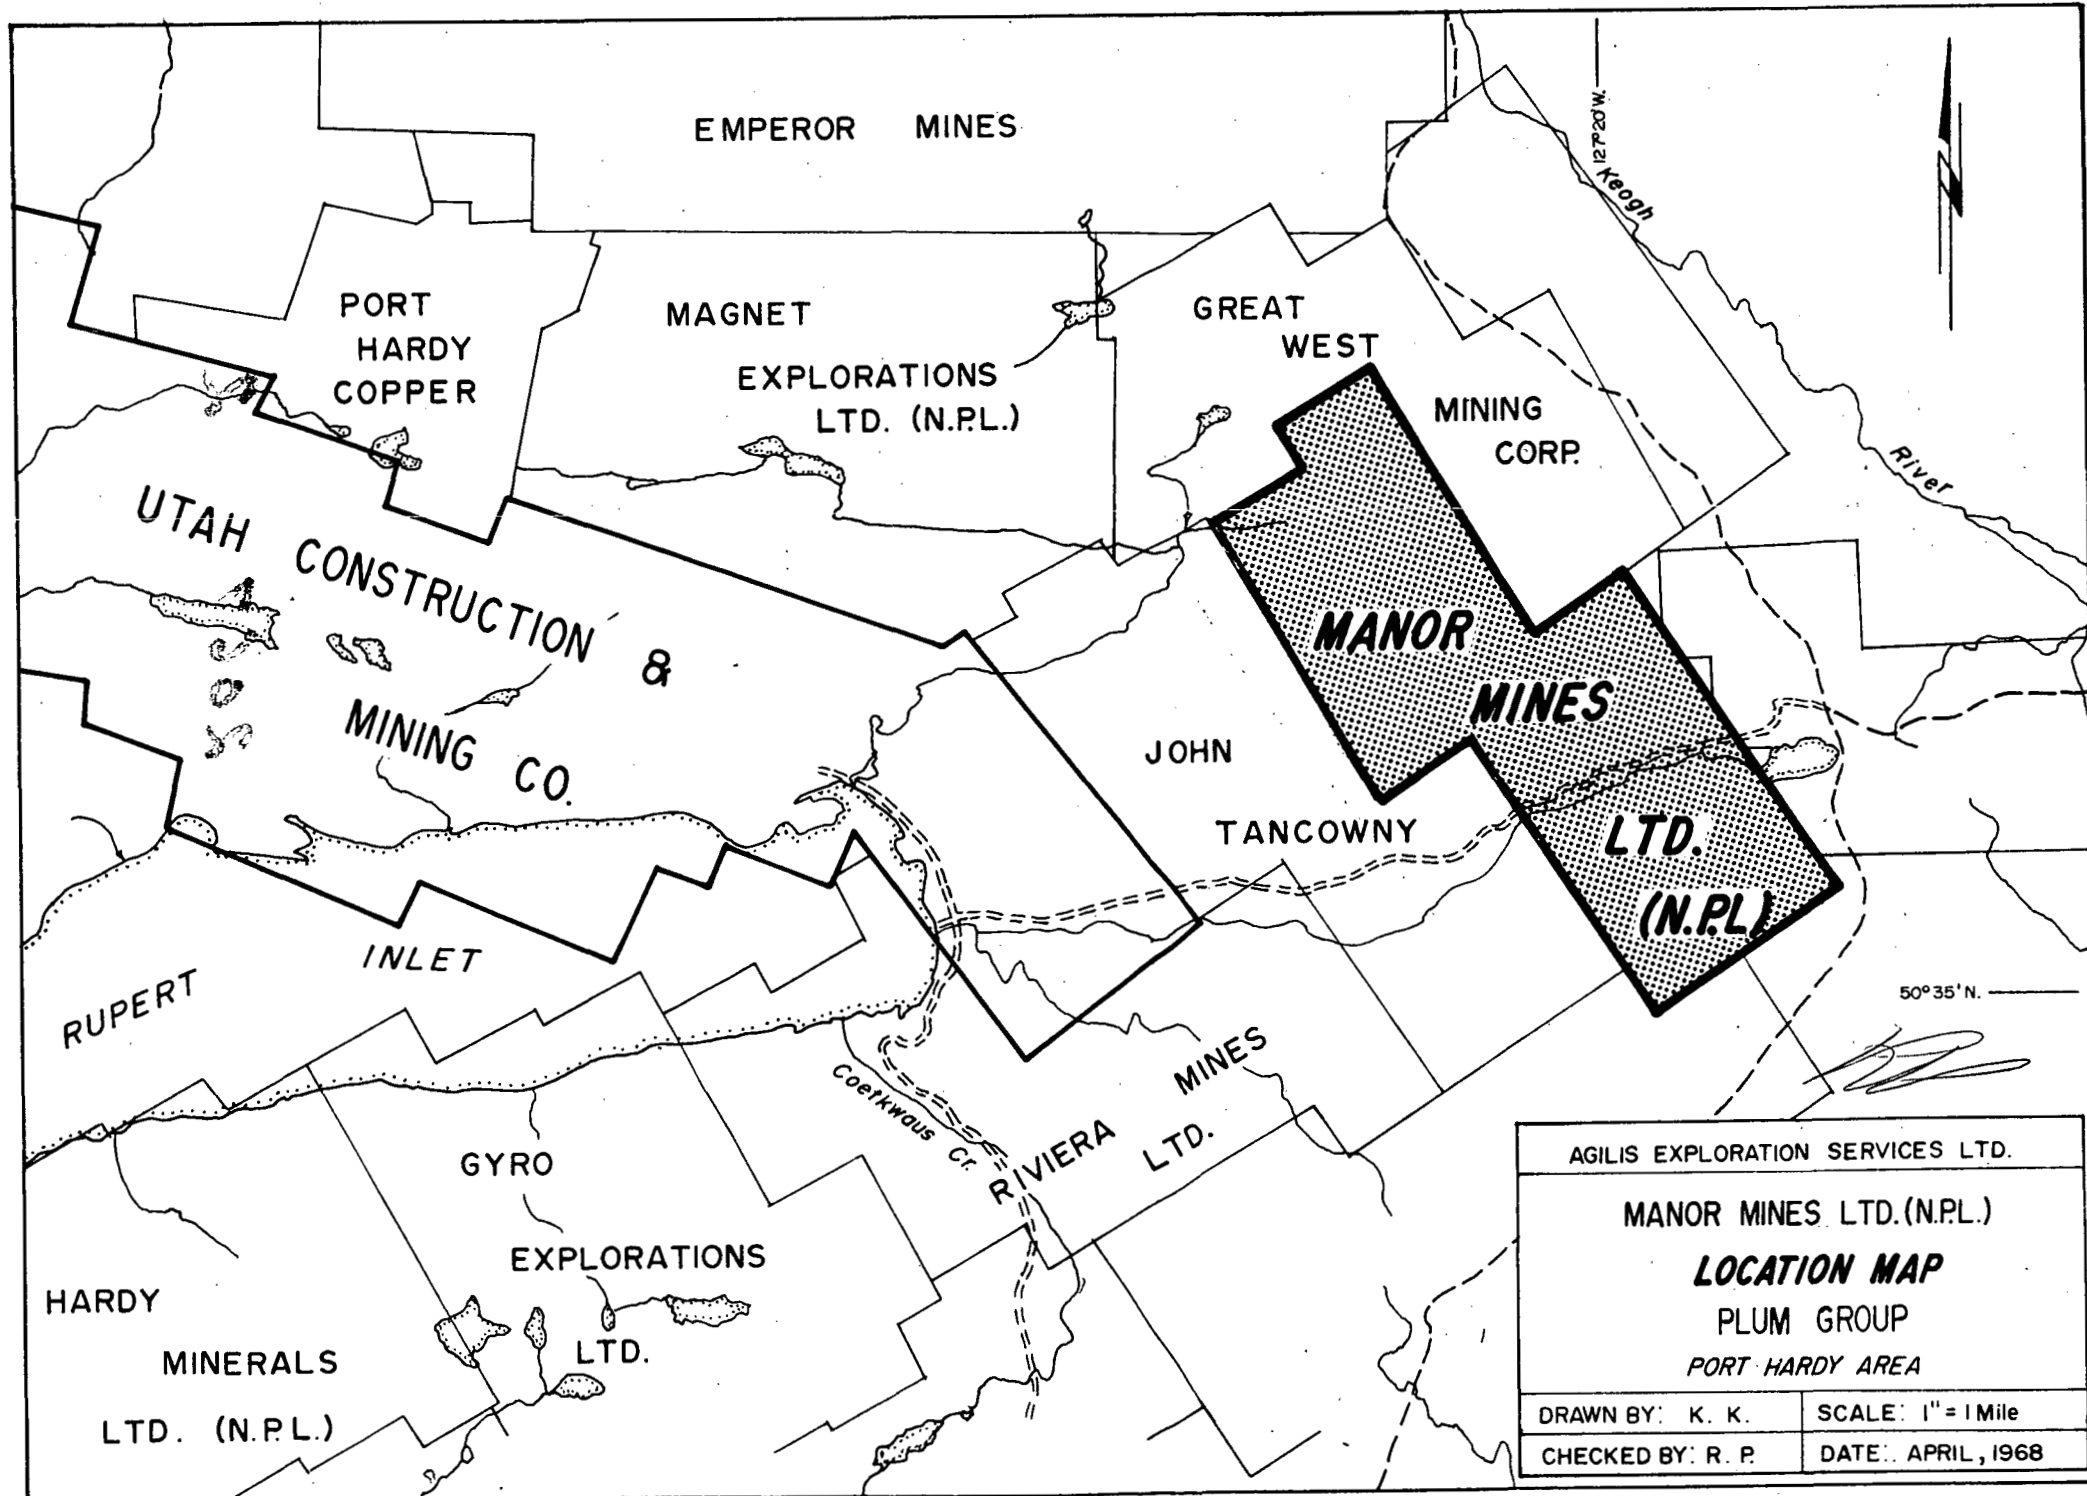 EMPEROR MINES
127°20'W.
Keogh
River
PORT
HARDY
COPPER
MAGNET
EXPLORATIONS
LTD. (N.P.L.)
GREAT
WEST
MINING
CORP.
UTAH CONSTRUCTION &
MINING CO.
MANOR
MINES
LTD.
(N.P.L)
JOHN
TANCOWNY
RUPERT
INLET
50°35'N.
Coetkwaus
Cr.
RIVIERA MINES
LTD.
GYRO
EXPLORATIONS
LTD.
HARDY
MINERALS
LTD. (N.P.L.)
AGILIS EXPLORATION SERVICES LTD.
MANOR MINES LTD.(N.P.L.)
LOCATION MAP
PLUM GROUP
PORT HARDY AREA
DRAWN BY: K. K.
SCALE: 1" = 1 Mile
CHECKED BY: R. P.
DATE: APRIL, 1968